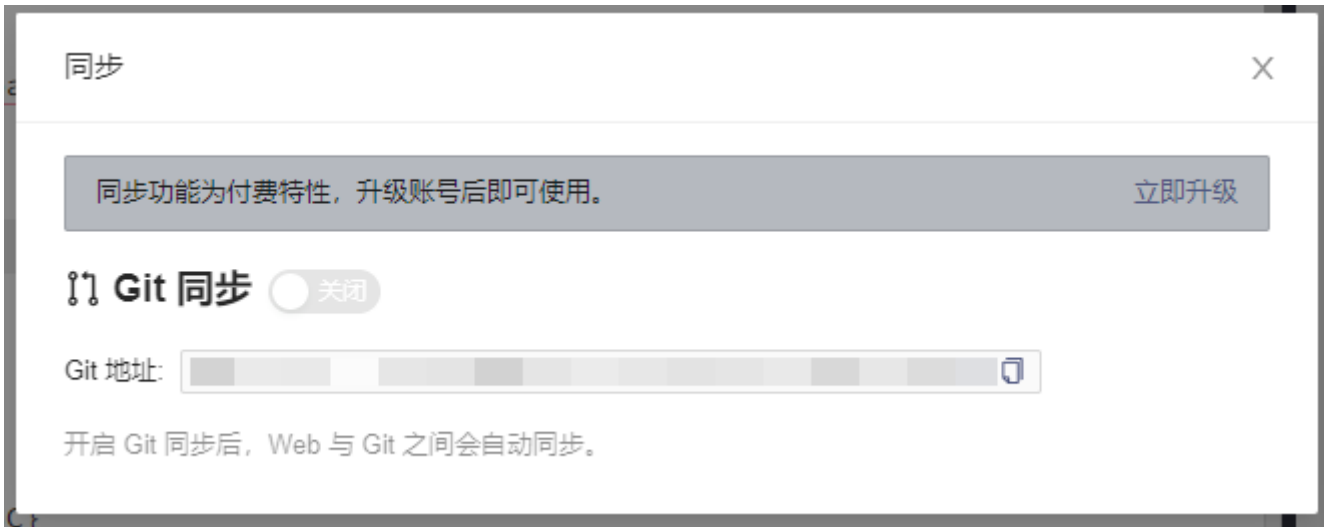 同步
同步功能为付费特性，升级账号后即可使用。 立即升级
Git 同步 关闭
Git 地址:
开启 Git 同步后，Web 与 Git 之间会自动同步。